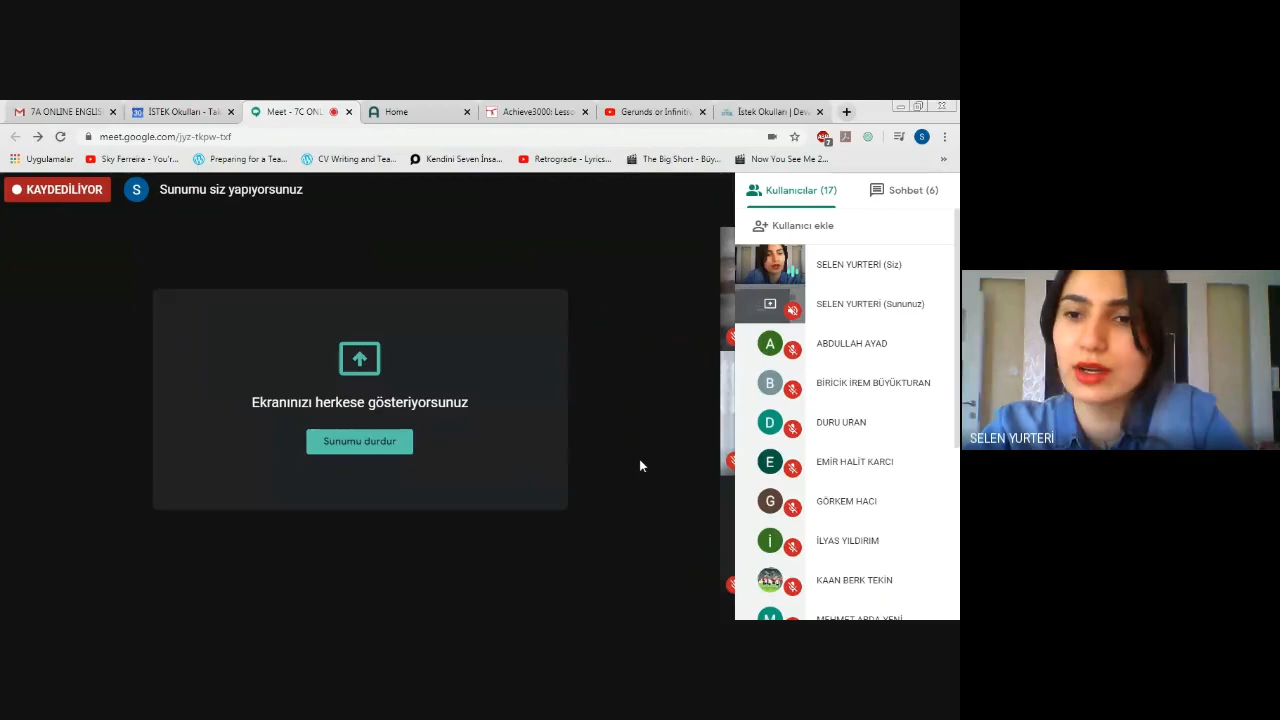 7A ONLINE ENGLIS
İSTEK Okulları - Tak
Meet - 7C ONL
Home
Achieve3000: Lesso
Gerunds or Infinitiv
İstek Okulları | Dev
meet.google.com/jyz-tkpw-txf
7
S
Uygulamalar
Sky Ferreira - You'r...
Preparing for a Tea...
CV Writing and Tea...
Kendini Seven İnsa...
Retrograde - Lyrics...
The Big Short - Büy...
Now You See Me 2...
»
KAYDEDİLİYOR
S
Sunumu siz yapıyorsunuz
Kullanıcılar (17)
Sohbet (6)
Kullanıcı ekle
SELEN YURTERİ (Siz)
SELEN YURTERİ (Sununuz)
A
ABDULLAH AYAD
B
BİRİCİK İREM BÜYÜKTURAN
D
DURU URAN
E
EMİR HALİT KARCI
G
GÖRKEM HACI
İ
İLYAS YILDIRIM
KAAN BERK TEKİN
M
MEHMET ARDA YENİ
Ekranınızı herkese gösteriyorsunuz
Sunumu durdur
SELEN YURTERİ